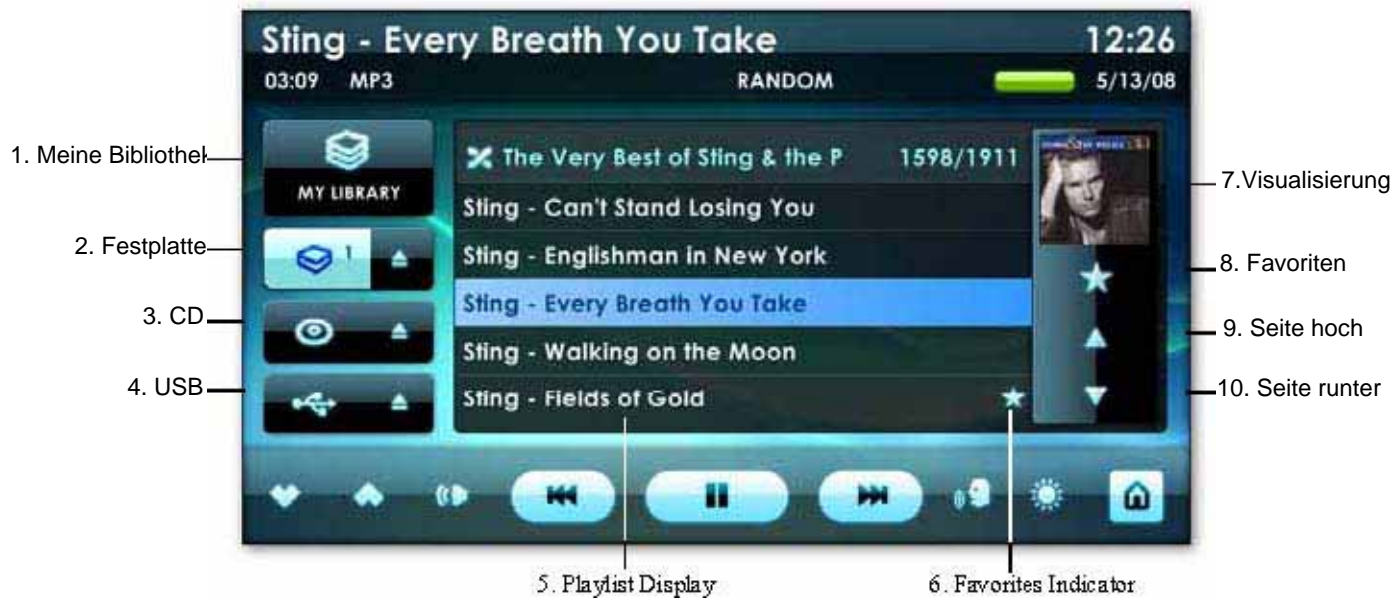 Sting - Every Breath You Take 12:26
03:09 MP3 RANDOM 5/13/08
1. Meine Bibliothek
MY LIBRARY
The Very Best of Sting & the P 1598/1911
7.Visualisierung
Sting - Can't Stand Losing You
2. Festplatte
1
Sting - Englishman in New York
8. Favoriten
3. CD
Sting - Every Breath You Take
9. Seite hoch
Sting - Walking on the Moon
4. USB
Sting - Fields of Gold
10. Seite runter
5. Playlist Display
6. Favorites Indicator